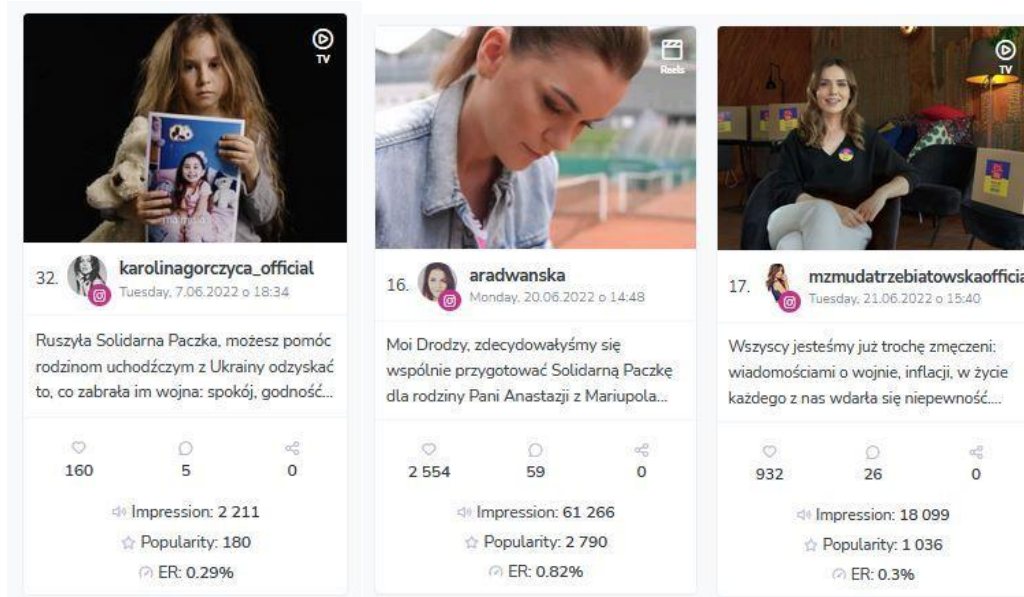 TV
32.
karolinagorczyca_official
Tuesday, 7.06.2022 o 18:34
Ruszyła Solidarna Paczka, możesz pomóc
rodzinom uchodźczym z Ukrainy odzyskać
to, co zabrała im wojna: spokój, godność...
160 5 0
Impression: 2 211
Popularity: 180
ER: 0.29%
Reels
16.
aradwanska
Monday, 20.06.2022 o 14:48
Moi Drodzy, zdecydowałyśmy się
wspólnie przygotować Solidarną Paczkę
dla rodziny Pani Anastazji z Mariupola...
2 554 59 0
Impression: 61 266
Popularity: 2 790
ER: 0.82%
TV
17.
mzmudatrzebiatowskaofficia
Tuesday, 21.06.2022 o 15:40
Wszyscy jesteśmy już trochę zmęczeni:
wiadomościami o wojnie, inflacji, w życie
każdego z nas wdarła się niepewność....
932 26 0
Impression: 18 099
Popularity: 1 036
ER: 0.3%